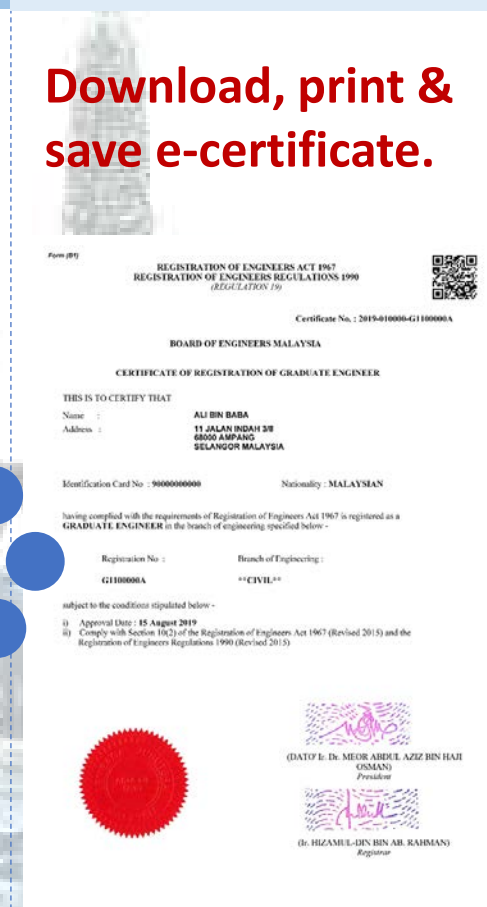 Download, print &
save e-certificate.
Form (B1)
REGISTRATION OF ENGINEERS ACT 1967
REGISTRATION OF ENGINEERS REGULATIONS 1990
(REGULATION 19)
Certificate No. : 2019-010000-G1100000A
BOARD OF ENGINEERS MALAYSIA
CERTIFICATE OF REGISTRATION OF GRADUATE ENGINEER
THIS IS TO CERTIFY THAT
Name : ALI BIN BABA
Address : 11 JALAN INDAH 3/8
68000 AMPANG
SELANGOR MALAYSIA
Identification Card No : 90000000000 Nationality : MALAYSIAN
having complied with the requirements of Registration of Engineers Act 1967 is registered as a
GRADUATE ENGINEER in the branch of engineering specified below -
Registration No : Branch of Engineering :
G1100000A **CIVIL**
subject to the conditions stipulated below -
i) Approval Date : 15 August 2019
ii) Comply with Section 10(2) of the Registration of Engineers Act 1967 (Revised 2015) and the
Registration of Engineers Regulations 1990 (Revised 2015)
(DATO' Ir. Dr. MEOR ABDUL AZIZ BIN HAJI
OSMAN)
President
(Ir. HIZAMUL-DIN BIN AB. RAHMAN)
Registrar